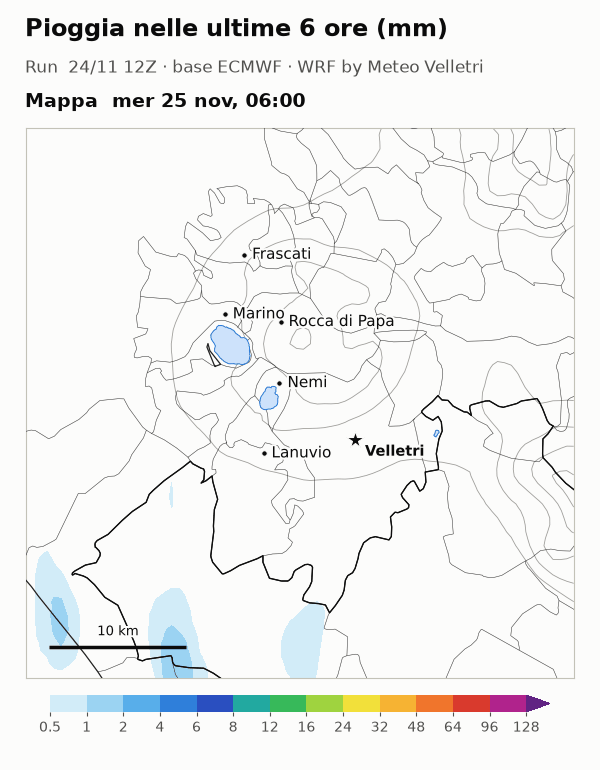 Pioggia nelle ultime 6 ore (mm)
Run  24/11 12Z · base ECMWF · WRF by Meteo Velletri
Mappa  mer 25 nov, 06:00
Frascati
Marino
Rocca di Papa
Nemi
Velletri
Lanuvio
10 km
0.5 1 2 4 6 8 12 16 24 32 48 64 96 128